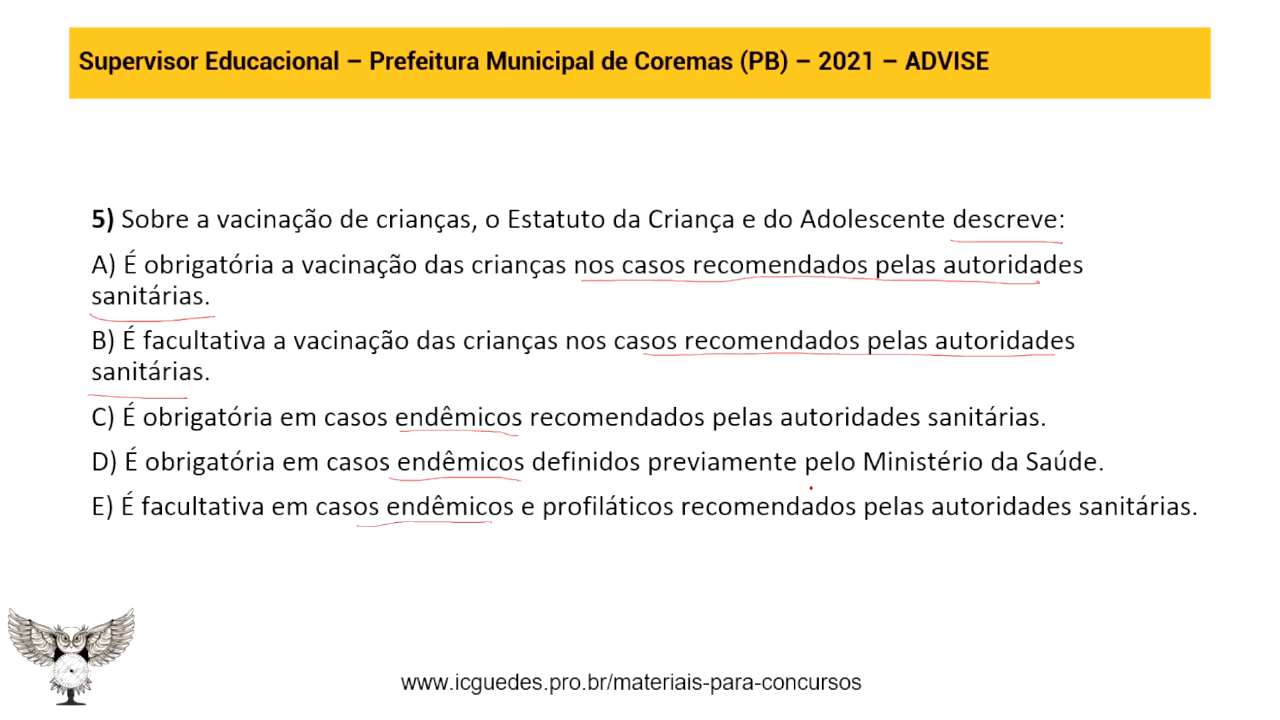 Supervisor Educacional – Prefeitura Municipal de Coremas (PB) – 2021 – ADVISE
5) Sobre a vacinação de crianças, o Estatuto da Criança e do Adolescente descreve:
A) É obrigatória a vacinação das crianças nos casos recomendados pelas autoridades
sanitárias.
B) É facultativa a vacinação das crianças nos casos recomendados pelas autoridades
sanitárias.
C) É obrigatória em casos endêmicos recomendados pelas autoridades sanitárias.
D) É obrigatória em casos endêmicos definidos previamente pelo Ministério da Saúde.
E) É facultativa em casos endêmicos e profiláticos recomendados pelas autoridades sanitárias.
www.icguedes.pro.br/materiais-para-concursos